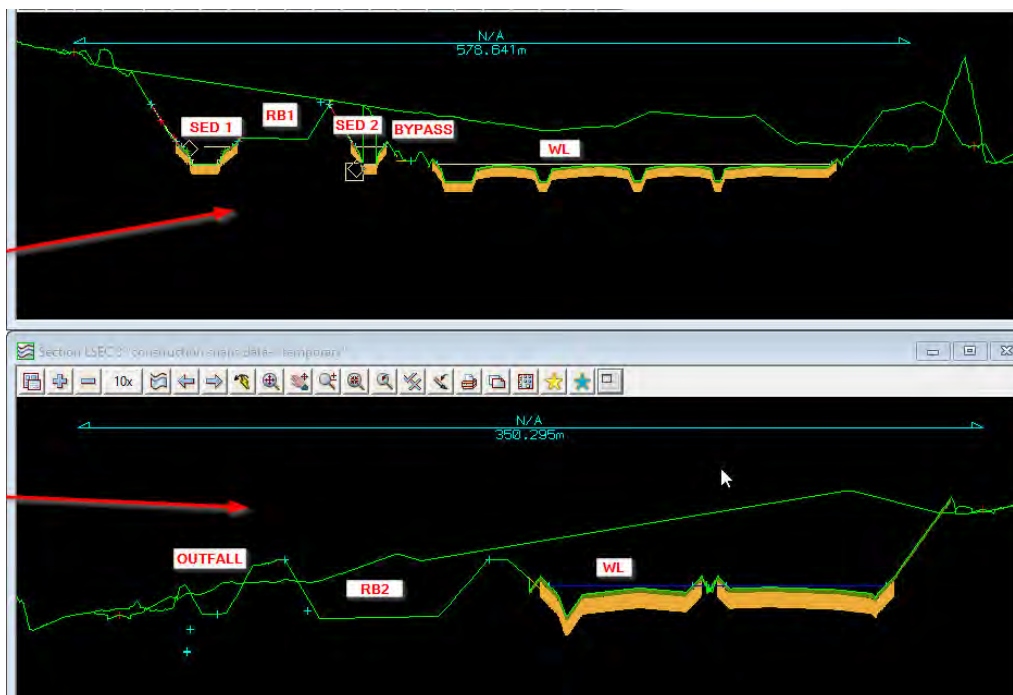 N/A
578.641m
RB1
SED 1
SED 2
BYPASS
WL
10x
N/A
350.295m
OUTFALL
WL
RB2